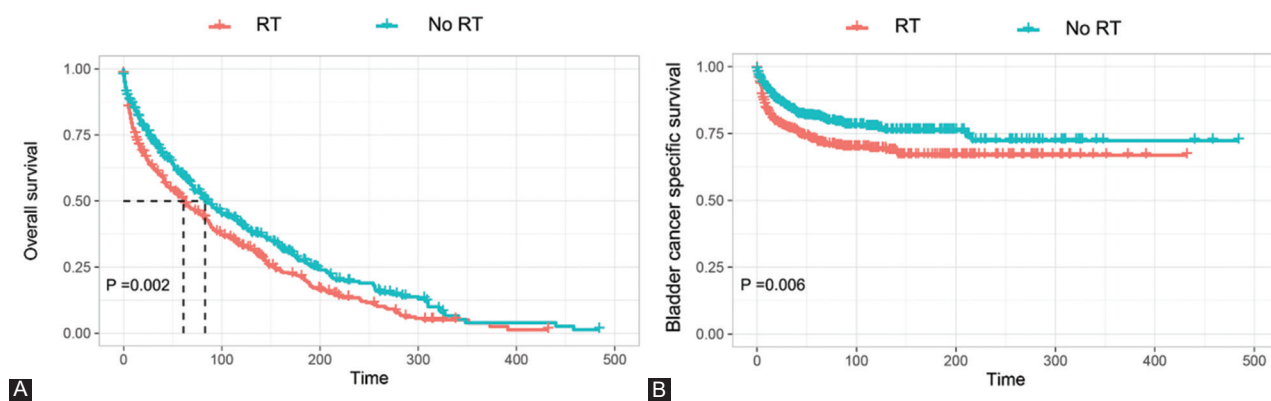 RT No RT
Overall survival
1.00
0.75
0.50
0.25
0.00
P =0.002
0 100 200 300 400 500
Time
A
RT No RT
Bladder cancer specific survival
1.00
0.75
0.50
0.25
0.00
P =0.006
0 100 200 300 400 500
Time
B